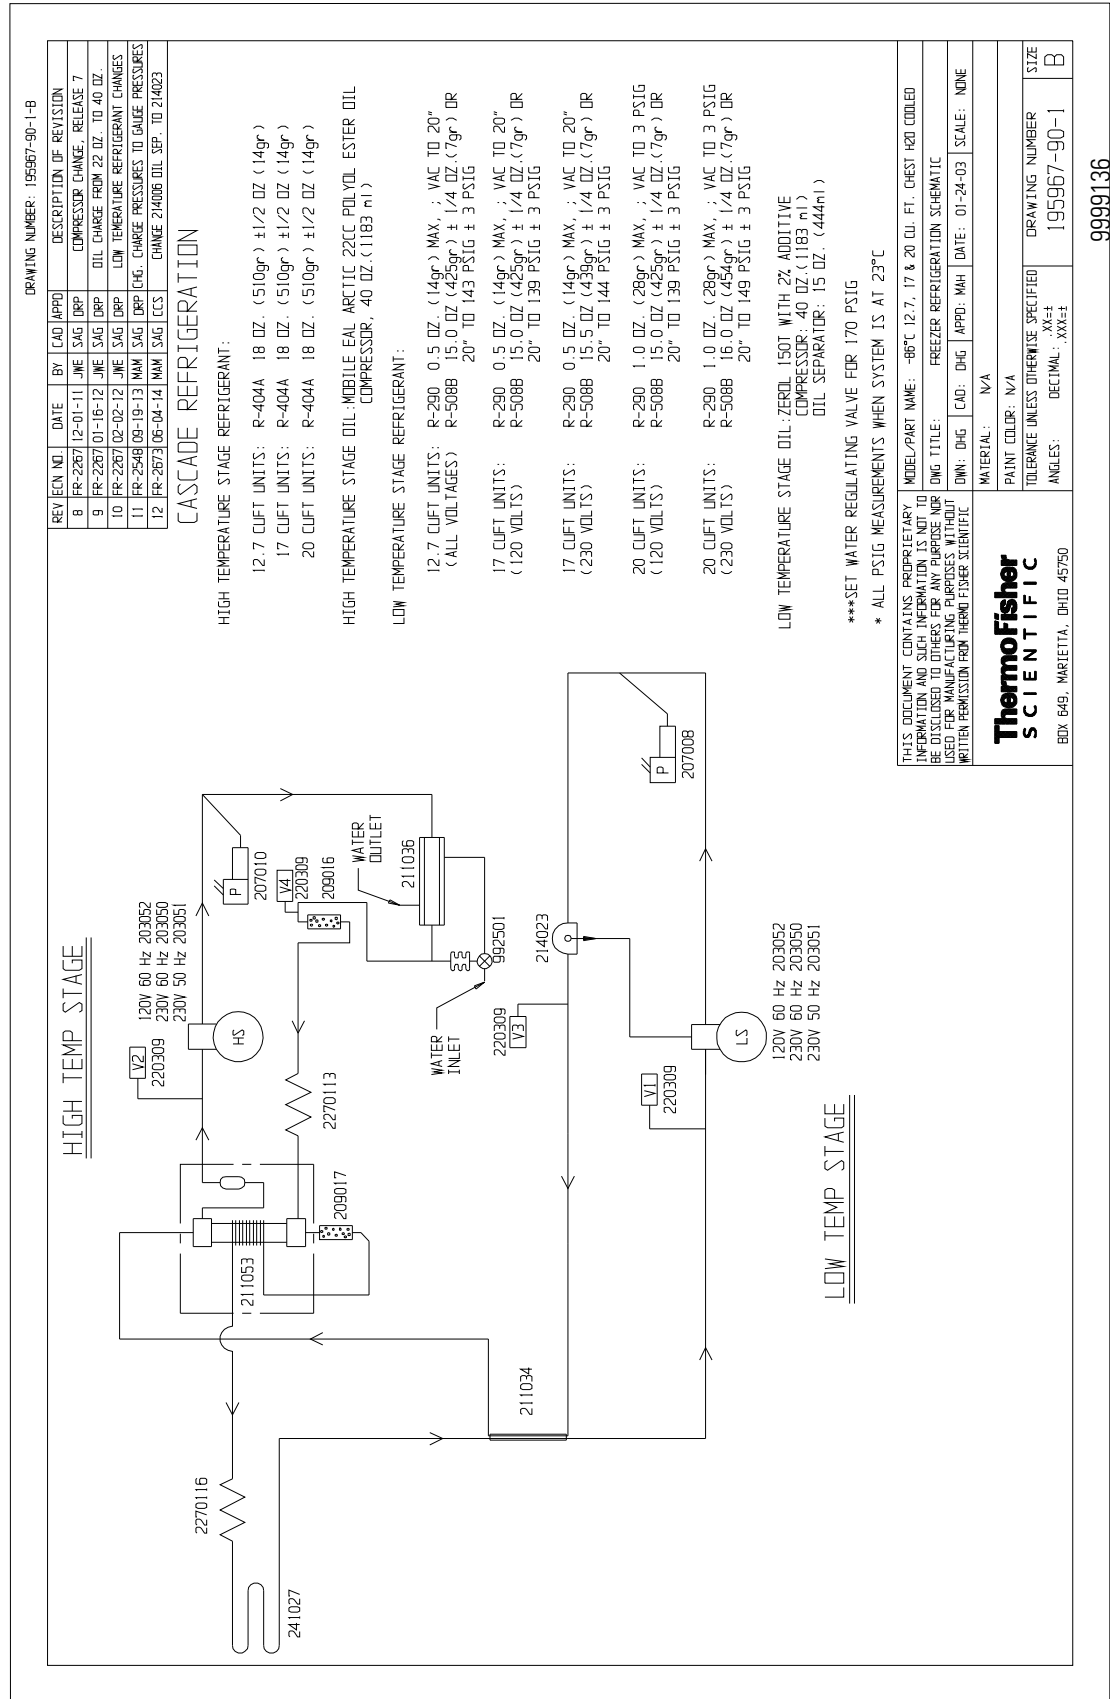 DRAWING NUMBER: 195967-90-1-B
REV ECN NO. DATE BY CAD APPD DESCRIPTION OF REVISION
8 FR-2267 12-01-11 JWE SAG DRP COMPRESSOR CHANGE, RELEASE 7
9 FR-2267 01-16-12 JWE SAG DRP OIL CHARGE FROM 22 OZ. TO 40 OZ.
10 FR-2267 02-02-12 JWE SAG DRP LOW TEMERATURE REFRIGERANT CHANGES
11 FR-2548 09-19-13 MAM SAG DRP CHG. CHARGE PRESSURES TO GAUGE PRESSURES
12 FR-2673 06-04-14 MAM SAG CCS CHANGE 214006 OIL SEP. TO 214023
CASCADE REFRIGERATION
HIGH TEMPERATURE STAGE REFRIGERANT:
12.7 CUFT UNITS: R-404A 18 OZ. (510gr) ±1/2 OZ (14gr)
17 CUFT UNITS: R-404A 18 OZ. (510gr) ±1/2 OZ (14gr)
20 CUFT UNITS: R-404A 18 OZ. (510gr) ±1/2 OZ (14gr)
HIGH TEMPERATURE STAGE OIL:MOBILE EAL ARCTIC 22CC POLYOL ESTER OIL
COMPRESSOR, 40 OZ.(1183 ml)
LOW TEMPERATURE STAGE REFRIGERANT:
12.7 CUFT UNITS: R-290 0.5 OZ. (14gr) MAX, ; VAC TO 20"
(ALL VOLTAGES) R-508B 15.0 OZ (425gr) ± 1/4 OZ.(7gr) OR
20" TO 143 PSIG ± 3 PSIG
17 CUFT UNITS: R-290 0.5 OZ. (14gr) MAX, ; VAC TO 20"
(120 VOLTS) R-508B 15.0 OZ (425gr) ± 1/4 OZ.(7gr) OR
20" TO 139 PSIG ± 3 PSIG
17 CUFT UNITS: R-290 0.5 OZ. (14gr) MAX, ; VAC TO 20"
(230 VOLTS) R-508B 15.5 OZ (439gr) ± 1/4 OZ.(7gr) OR
20" TO 144 PSIG ± 3 PSIG
20 CUFT UNITS: R-290 1.0 OZ. (28gr) MAX, ; VAC TO 3 PSIG
(120 VOLTS) R-508B 15.0 OZ (425gr) ± 1/4 OZ.(7gr) OR
20" TO 139 PSIG ± 3 PSIG
20 CUFT UNITS: R-290 1.0 OZ. (28gr) MAX, ; VAC TO 3 PSIG
(230 VOLTS) R-508B 16.0 OZ (454gr) ± 1/4 OZ.(7gr) OR
20" TO 149 PSIG ± 3 PSIG
LOW TEMPERATURE STAGE OIL:ZEROL 150T WITH 2% ADDITIVE
COMPRESSOR: 40 OZ.(1183 ml)
OIL SEPARATOR: 15 OZ. (444ml)
***SET WATER REGULATING VALVE FOR 170 PSIG
* ALL PSIG MEASUREMENTS WHEN SYSTEM IS AT 23°C
HIGH TEMP STAGE
120V 60 Hz 203052
230V 60 Hz 203050
230V 50 Hz 203051
V2
220309
HS
P
207010
V4
220309
209016
WATER
OUTLET
211036
992501
WATER
INLET
2270113
209017
211053
2270116
241027
211034
V3
220309
214023
P
207008
V1
220309
LS
120V 60 Hz 203052
230V 60 Hz 203050
230V 50 Hz 203051
LOW TEMP STAGE
THIS DOCUMENT CONTAINS PROPRIETARY
INFORMATION AND SUCH INFORMATION IS NOT TO
BE DISCLOSED TO OTHERS FOR ANY PURPOSE NOR
USED FOR MANUFACTURING PURPOSES WITHOUT
WRITTEN PERMISSION FROM THERMO FISHER SCIENTIFIC
ThermoFisher
SCIENTIFIC
BOX 649, MARIETTA, OHIO 45750
MODEL/PART NAME: -86°C 12.7, 17 & 20 CU. FT. CHEST H2O COOLED
DWG TITLE: FREEZER REFRIGERATION SCHEMATIC
DWN: DHG CAD: DHG APPD: MAH DATE: 01-24-03 SCALE: NONE
MATERIAL: N/A
PAINT COLOR: N/A
TOLERANCE UNLESS OTHERWISE SPECIFIED
ANGLES: DECIMAL: .XX=±
.XXX=±
DRAWING NUMBER
195967-90-1
SIZE
B
9999136